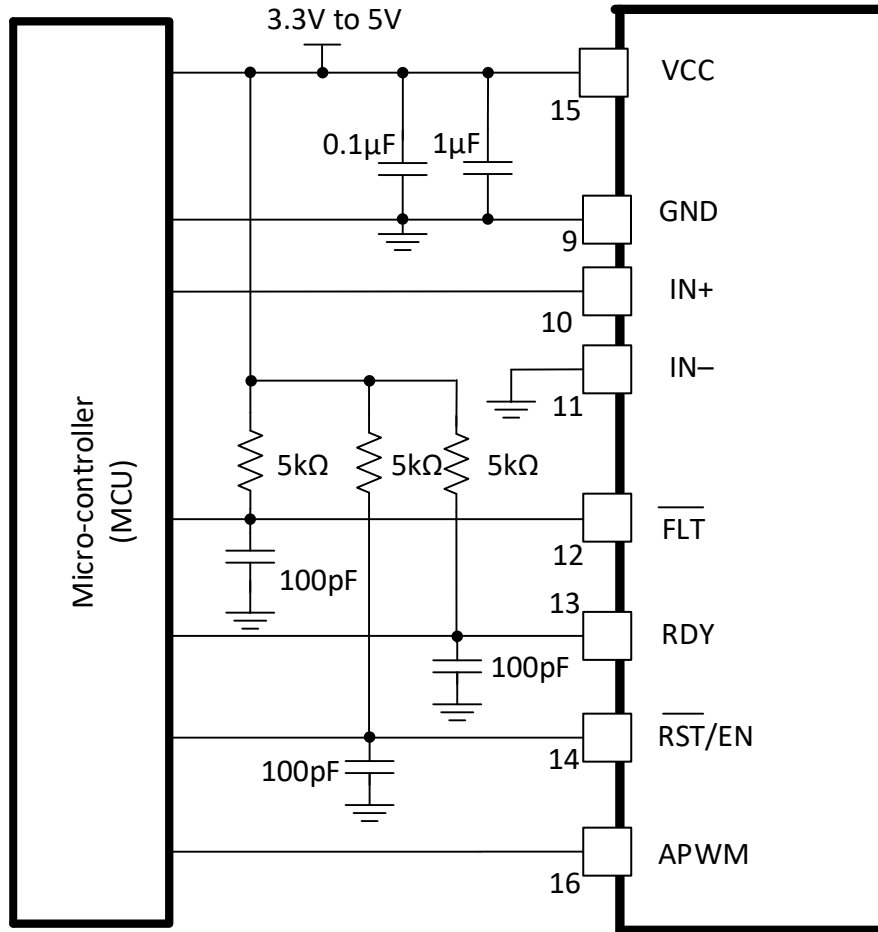 3.3V to 5V
VCC
15
0.1µF
1µF
GND
9
IN+
10
IN–
11
Micro-controller
(MCU)
5kΩ
5kΩ
5kΩ
FLT
12
100pF
13
RDY
100pF
RST/EN
14
100pF
APWM
16